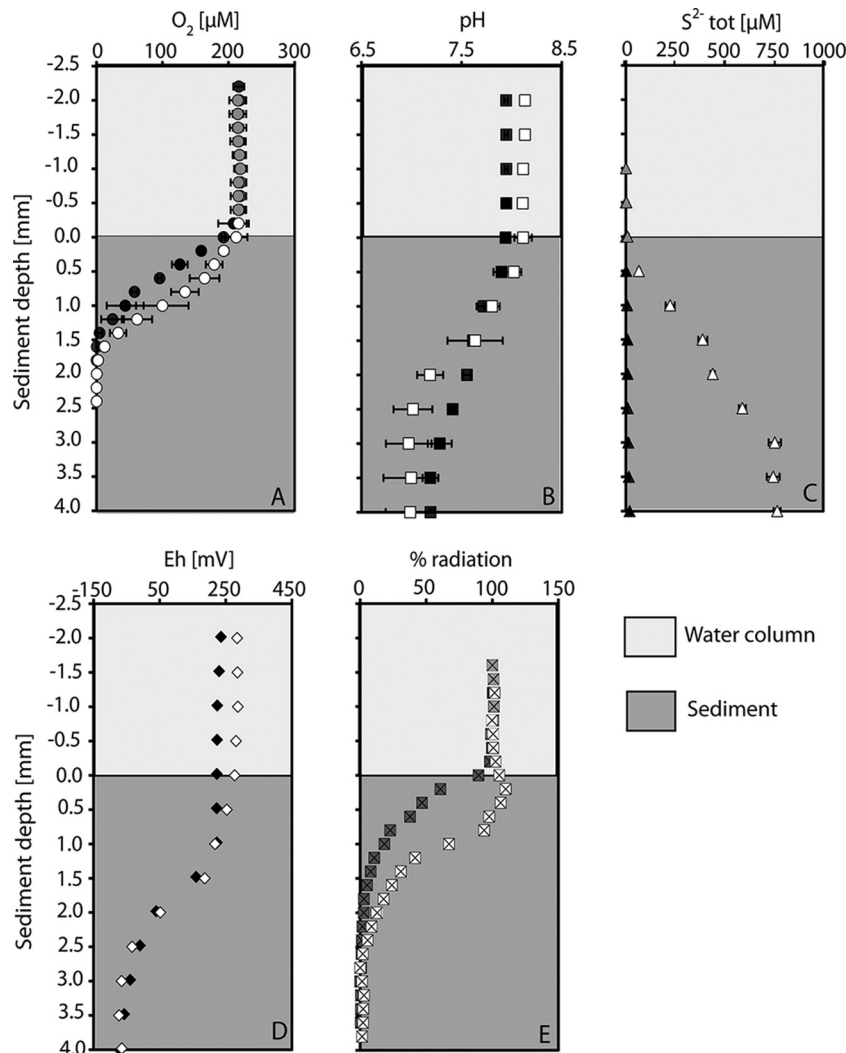 O2 [µM]
0 100 200 300
pH
6.5 7.5 8.5
S2- tot [µM]
0 250 500 750 1000
Sediment depth [mm]
-2.5
-2.0
-1.5
-1.0
-0.5
0.0
0.5
1.0
1.5
2.0
2.5
3.0
3.5
4.0
A
B
C
Eh [mV]
-150 50 250 450
% radiation
0 50 100 150
Sediment depth [mm]
-2.5
-2.0
-1.5
-1.0
-0.5
0.0
0.5
1.0
1.5
2.0
2.5
3.0
3.5
4.0
D
E
Water column
Sediment